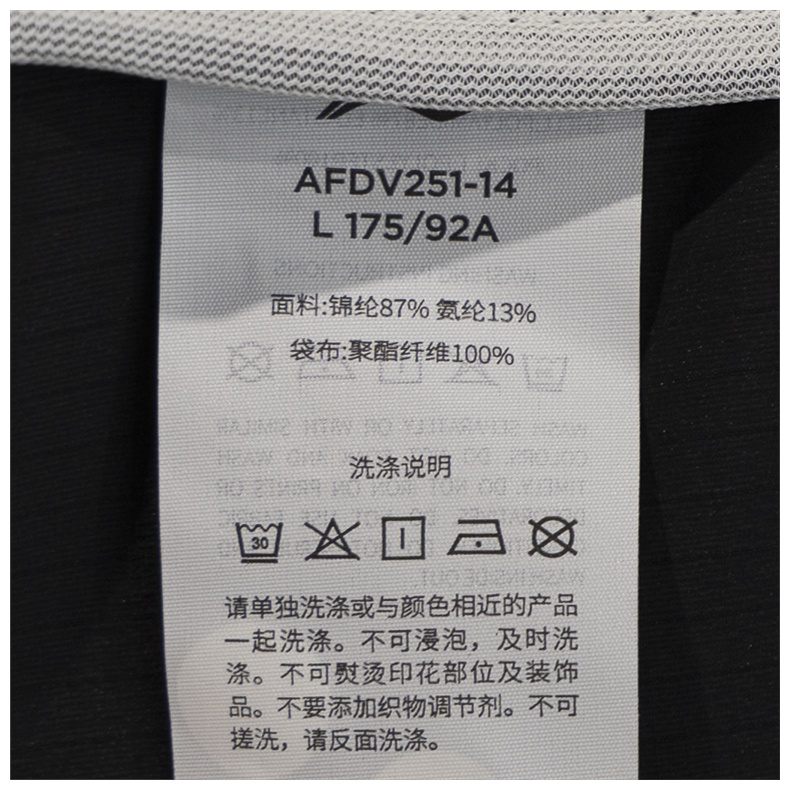 AFDV251-14
L 175/92A
面料:锦纶87% 氨纶13%
袋布:聚酯纤维100%
洗涤说明
30
请单独洗涤或与颜色相近的产品
一起洗涤。不可浸泡，及时洗
涤。不可熨烫印花部位及装饰
品。不要添加织物调节剂。不可
搓洗，请反面洗涤。